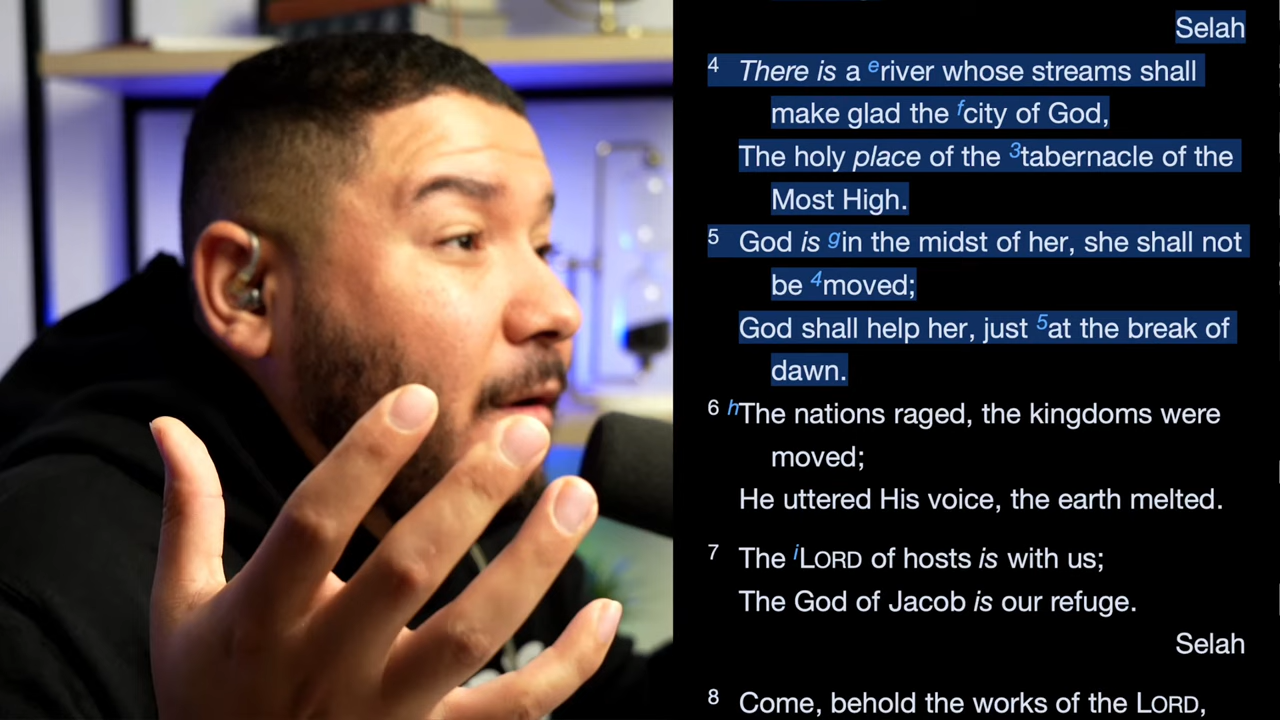 Selah
4 There is a eriver whose streams shall
make glad the fcity of God,
The holy place of the 3tabernacle of the
Most High.
5 God is gin the midst of her, she shall not
be 4moved;
God shall help her, just 5at the break of
dawn.
6 hThe nations raged, the kingdoms were
moved;
He uttered His voice, the earth melted.
7 The iLORD of hosts is with us;
The God of Jacob is our refuge.
Selah
8 Come, behold the works of the LORD,